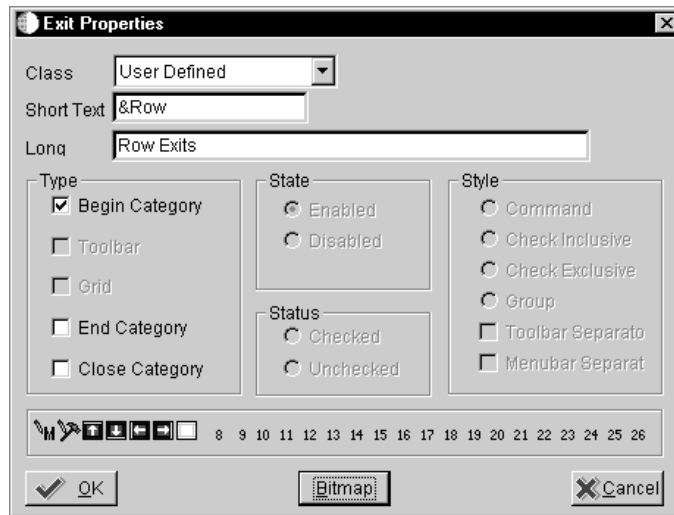 Exit Properties
Class User Defined
Short Text &Row
Long Row Exits
Type
Begin Category
Toolbar
Grid
End Category
Close Category
State
Enabled
Disabled
Status
Checked
Unchecked
Style
Command
Check Inclusive
Check Exclusive
Group
Toolbar Separato
Menubar Separat
M 8 9 10 11 12 13 14 15 16 17 18 19 20 21 22 23 24 25 26
OK Bitmap Cancel